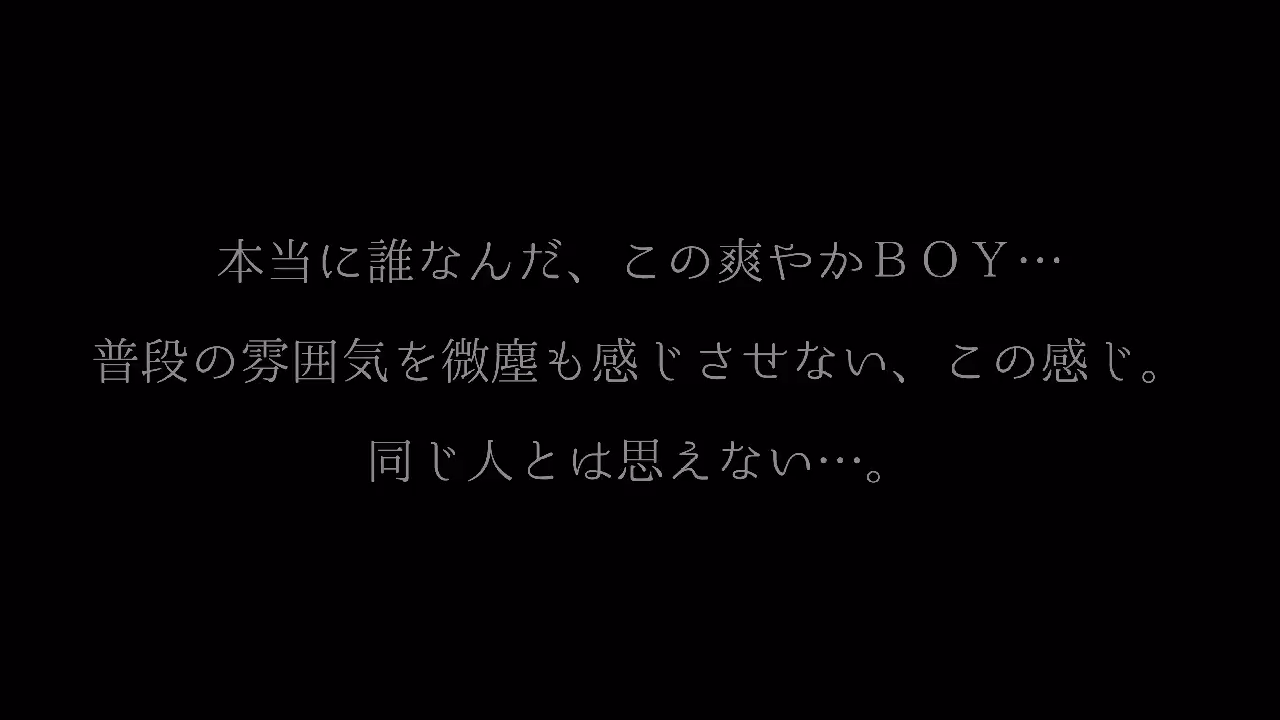 本当に誰なんだ、この爽やかＢＯＹ…
普段の雰囲気を微塵も感じさせない、この感じ。
同じ人とは思えない…。